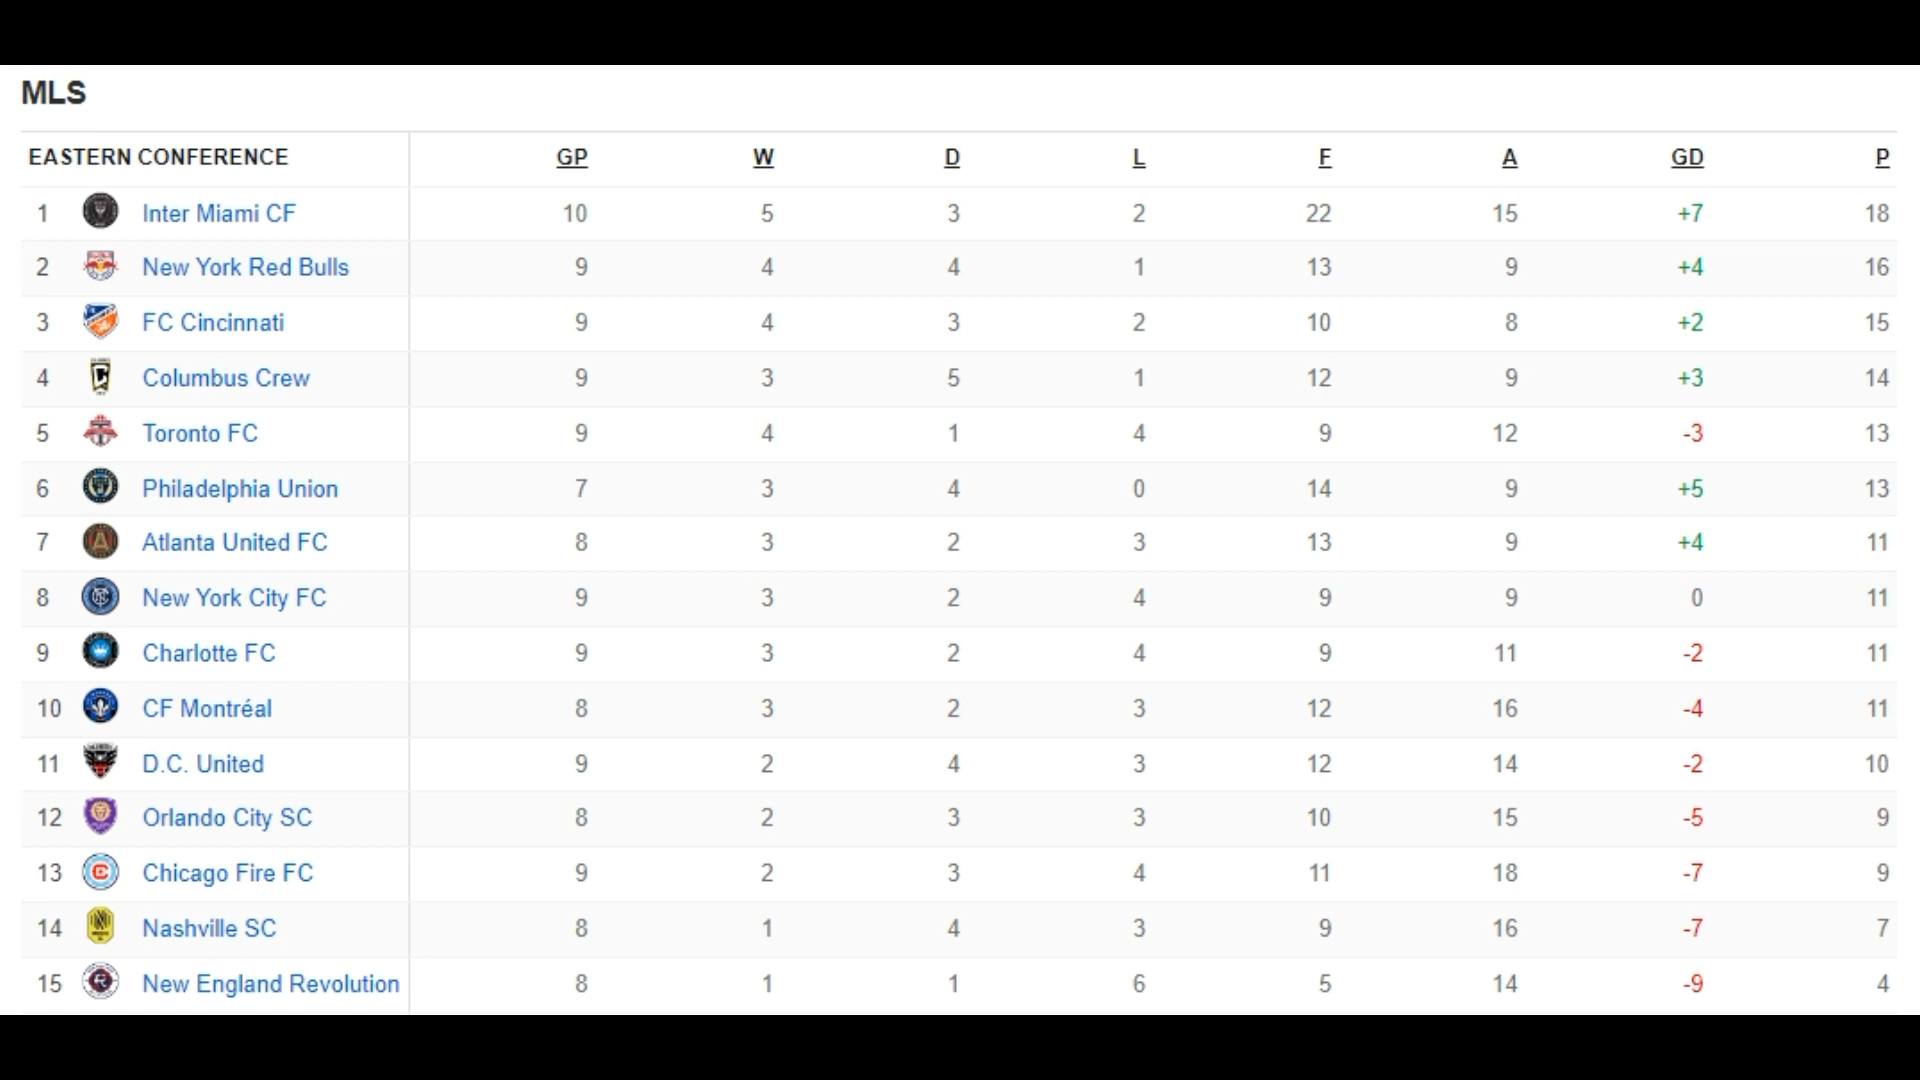 MLS
EASTERN CONFERENCE GP W D L F A GD P
1 Inter Miami CF 10 5 3 2 22 15 +7 18
2 New York Red Bulls 9 4 4 1 13 9 +4 16
3 FC Cincinnati 9 4 3 2 10 8 +2 15
4 Columbus Crew 9 3 5 1 12 9 +3 14
5 Toronto FC 9 4 1 4 9 12 -3 13
6 Philadelphia Union 7 3 4 0 14 9 +5 13
7 Atlanta United FC 8 3 2 3 13 9 +4 11
8 New York City FC 9 3 2 4 9 9 0 11
9 Charlotte FC 9 3 2 4 9 11 -2 11
10 CF Montréal 8 3 2 3 12 16 -4 11
11 D.C. United 9 2 4 3 12 14 -2 10
12 Orlando City SC 8 2 3 3 10 15 -5 9
13 Chicago Fire FC 9 2 3 4 11 18 -7 9
14 Nashville SC 8 1 4 3 9 16 -7 7
15 New England Revolution 8 1 1 6 5 14 -9 4